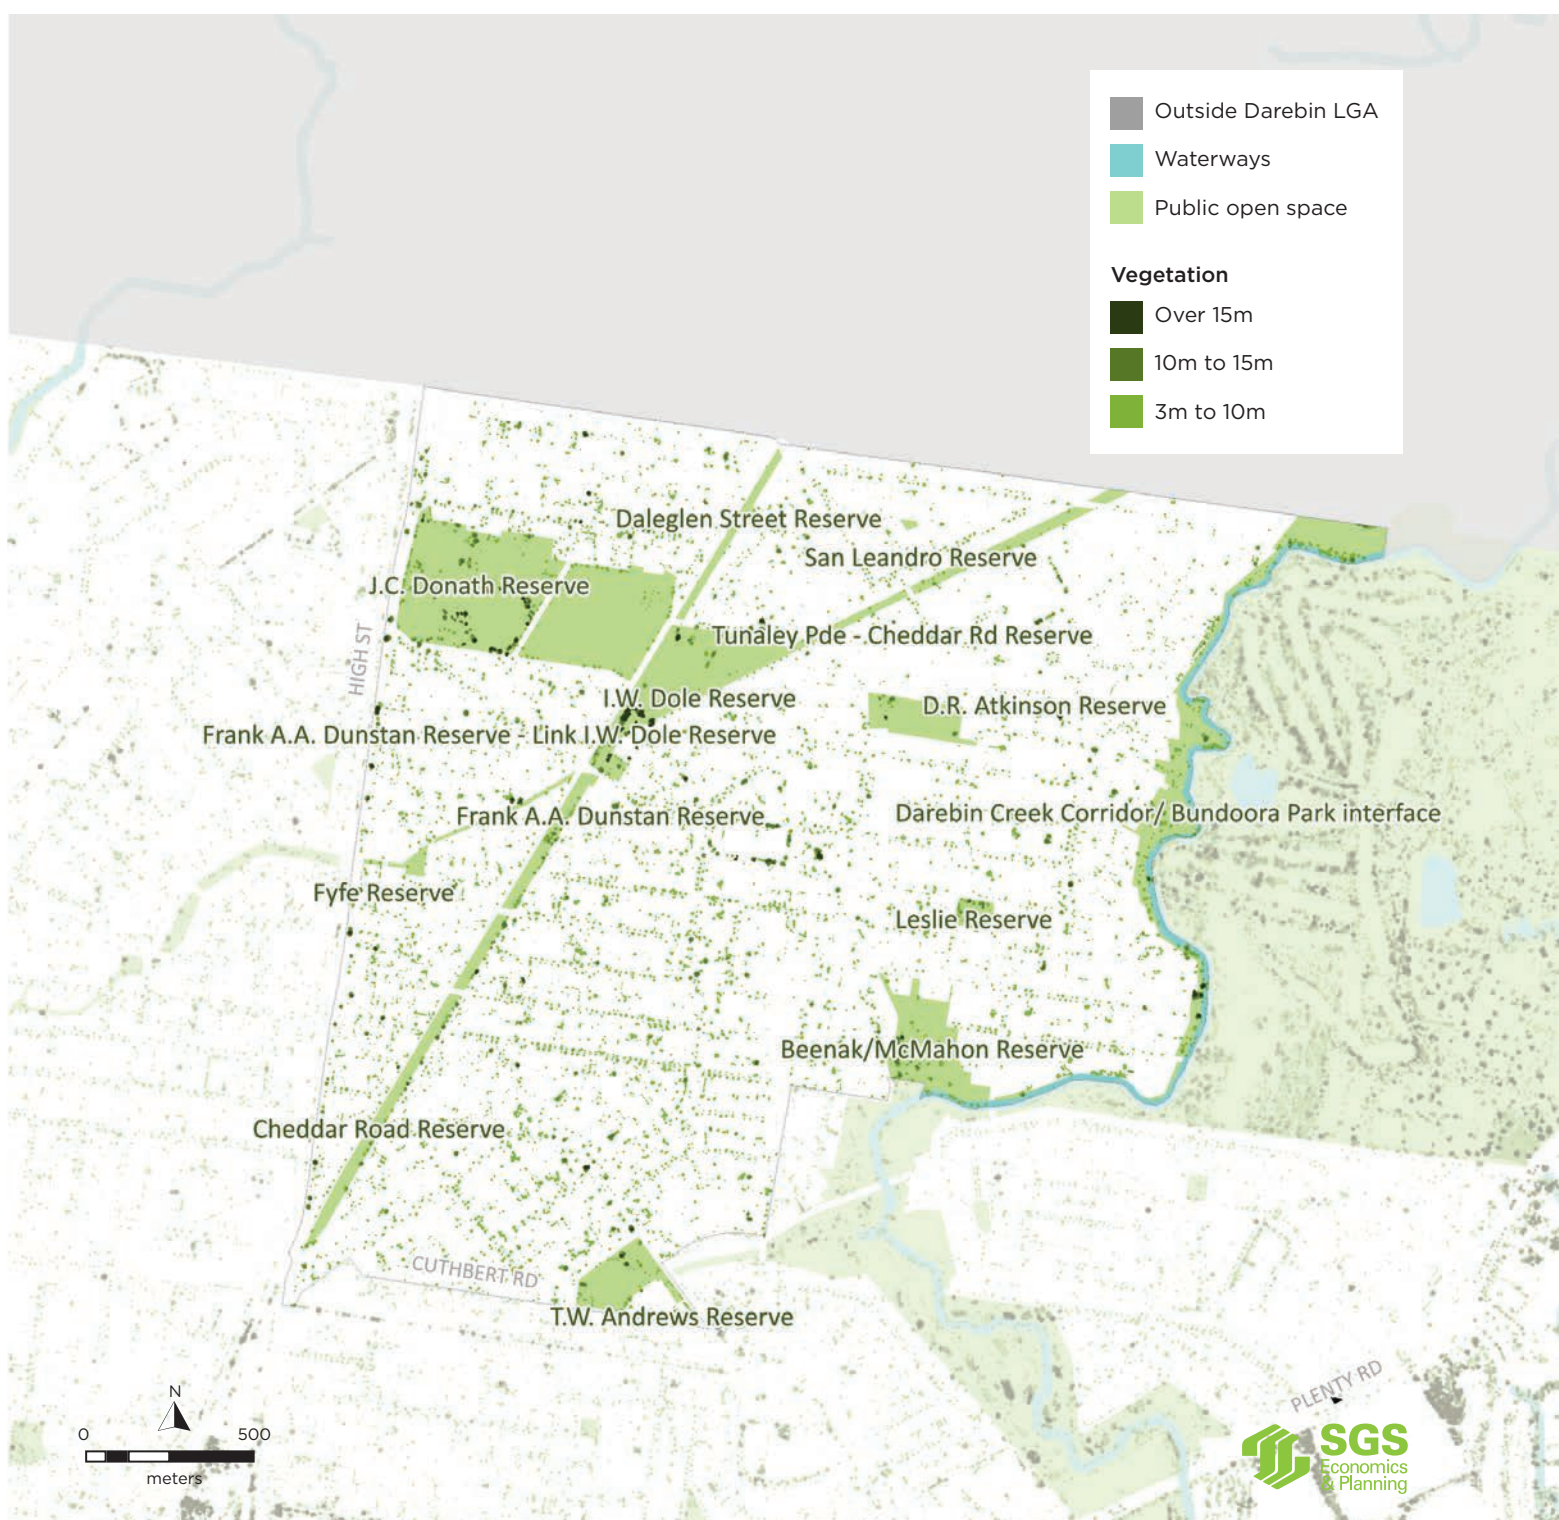 Outside Darebin LGA
Waterways
Public open space
Vegetation
Over 15m
10m to 15m
3m to 10m
Daleglen Street Reserve
San Leandro Reserve
J.C. Donath Reserve
HIGH ST
Tunaley Pde - Cheddar Rd Reserve
I.W. Dole Reserve
D.R. Atkinson Reserve
Frank A.A. Dunstan Reserve - Link I.W. Dole Reserve
Frank A.A. Dunstan Reserve
Darebin Creek Corridor/ Bundoora Park interface
Fyfe Reserve
Leslie Reserve
Beenak/McMahon Reserve
Cheddar Road Reserve
CUTHBERT RD
T.W. Andrews Reserve
PLENTY RD
N
0 500
meters
SGS
Economics
& Planning